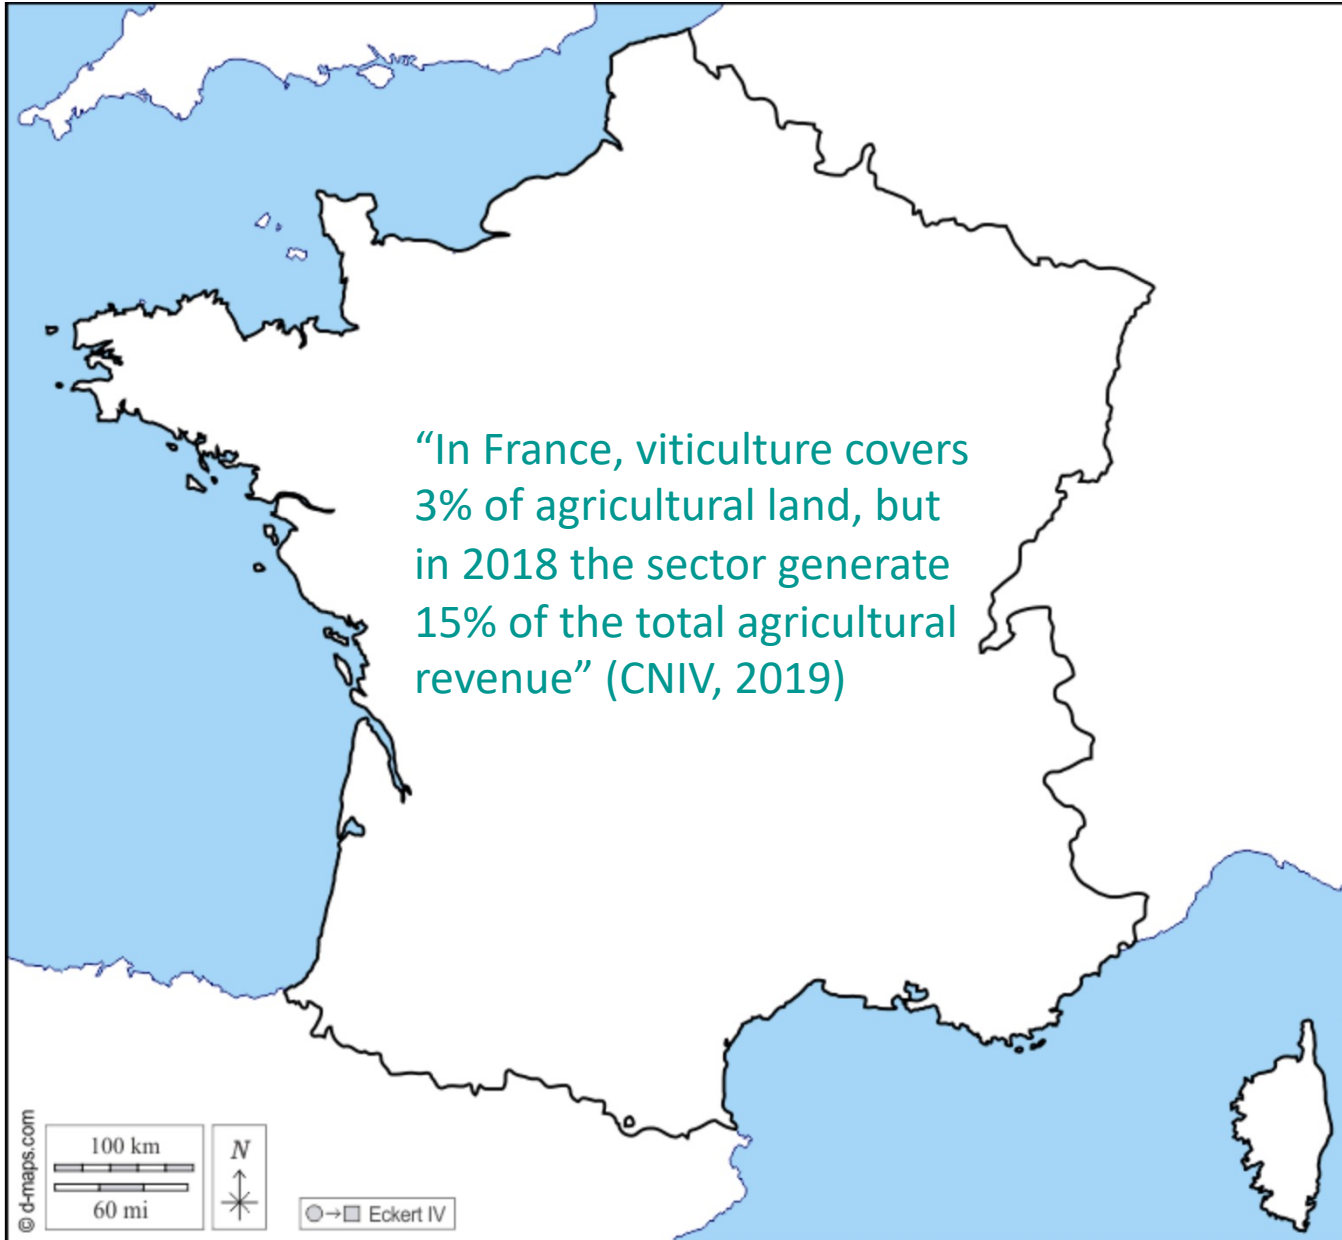 “In France, viticulture covers
3% of agricultural land, but
in 2018 the sector generate
15% of the total agricultural
revenue” (CNIV, 2019)
© d-maps.com
100 km
60 mi
N
Eckert IV